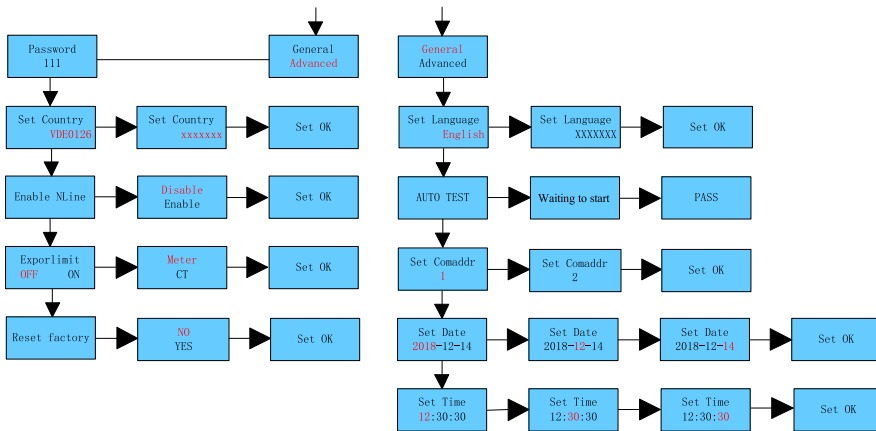 Password
111
General
Advanced
Set Country
VDE0126
Set Country
xxxxxxx
Set OK
Enable NLine
Disable
Enable
Set OK
Exporlimit
OFF ON
Meter
CT
Set OK
Reset factory
NO
YES
Set OK
General
Advanced
Set Language
English
Set Language
XXXXXXX
Set OK
AUTO TEST
Waiting to start
PASS
Set Comaddr
1
Set Comaddr
2
Set OK
Set Date
2018-12-14
Set Date
2018-12-14
Set Date
2018-12-14
Set OK
Set Time
12:30:30
Set Time
12:30:30
Set Time
12:30:30
Set OK